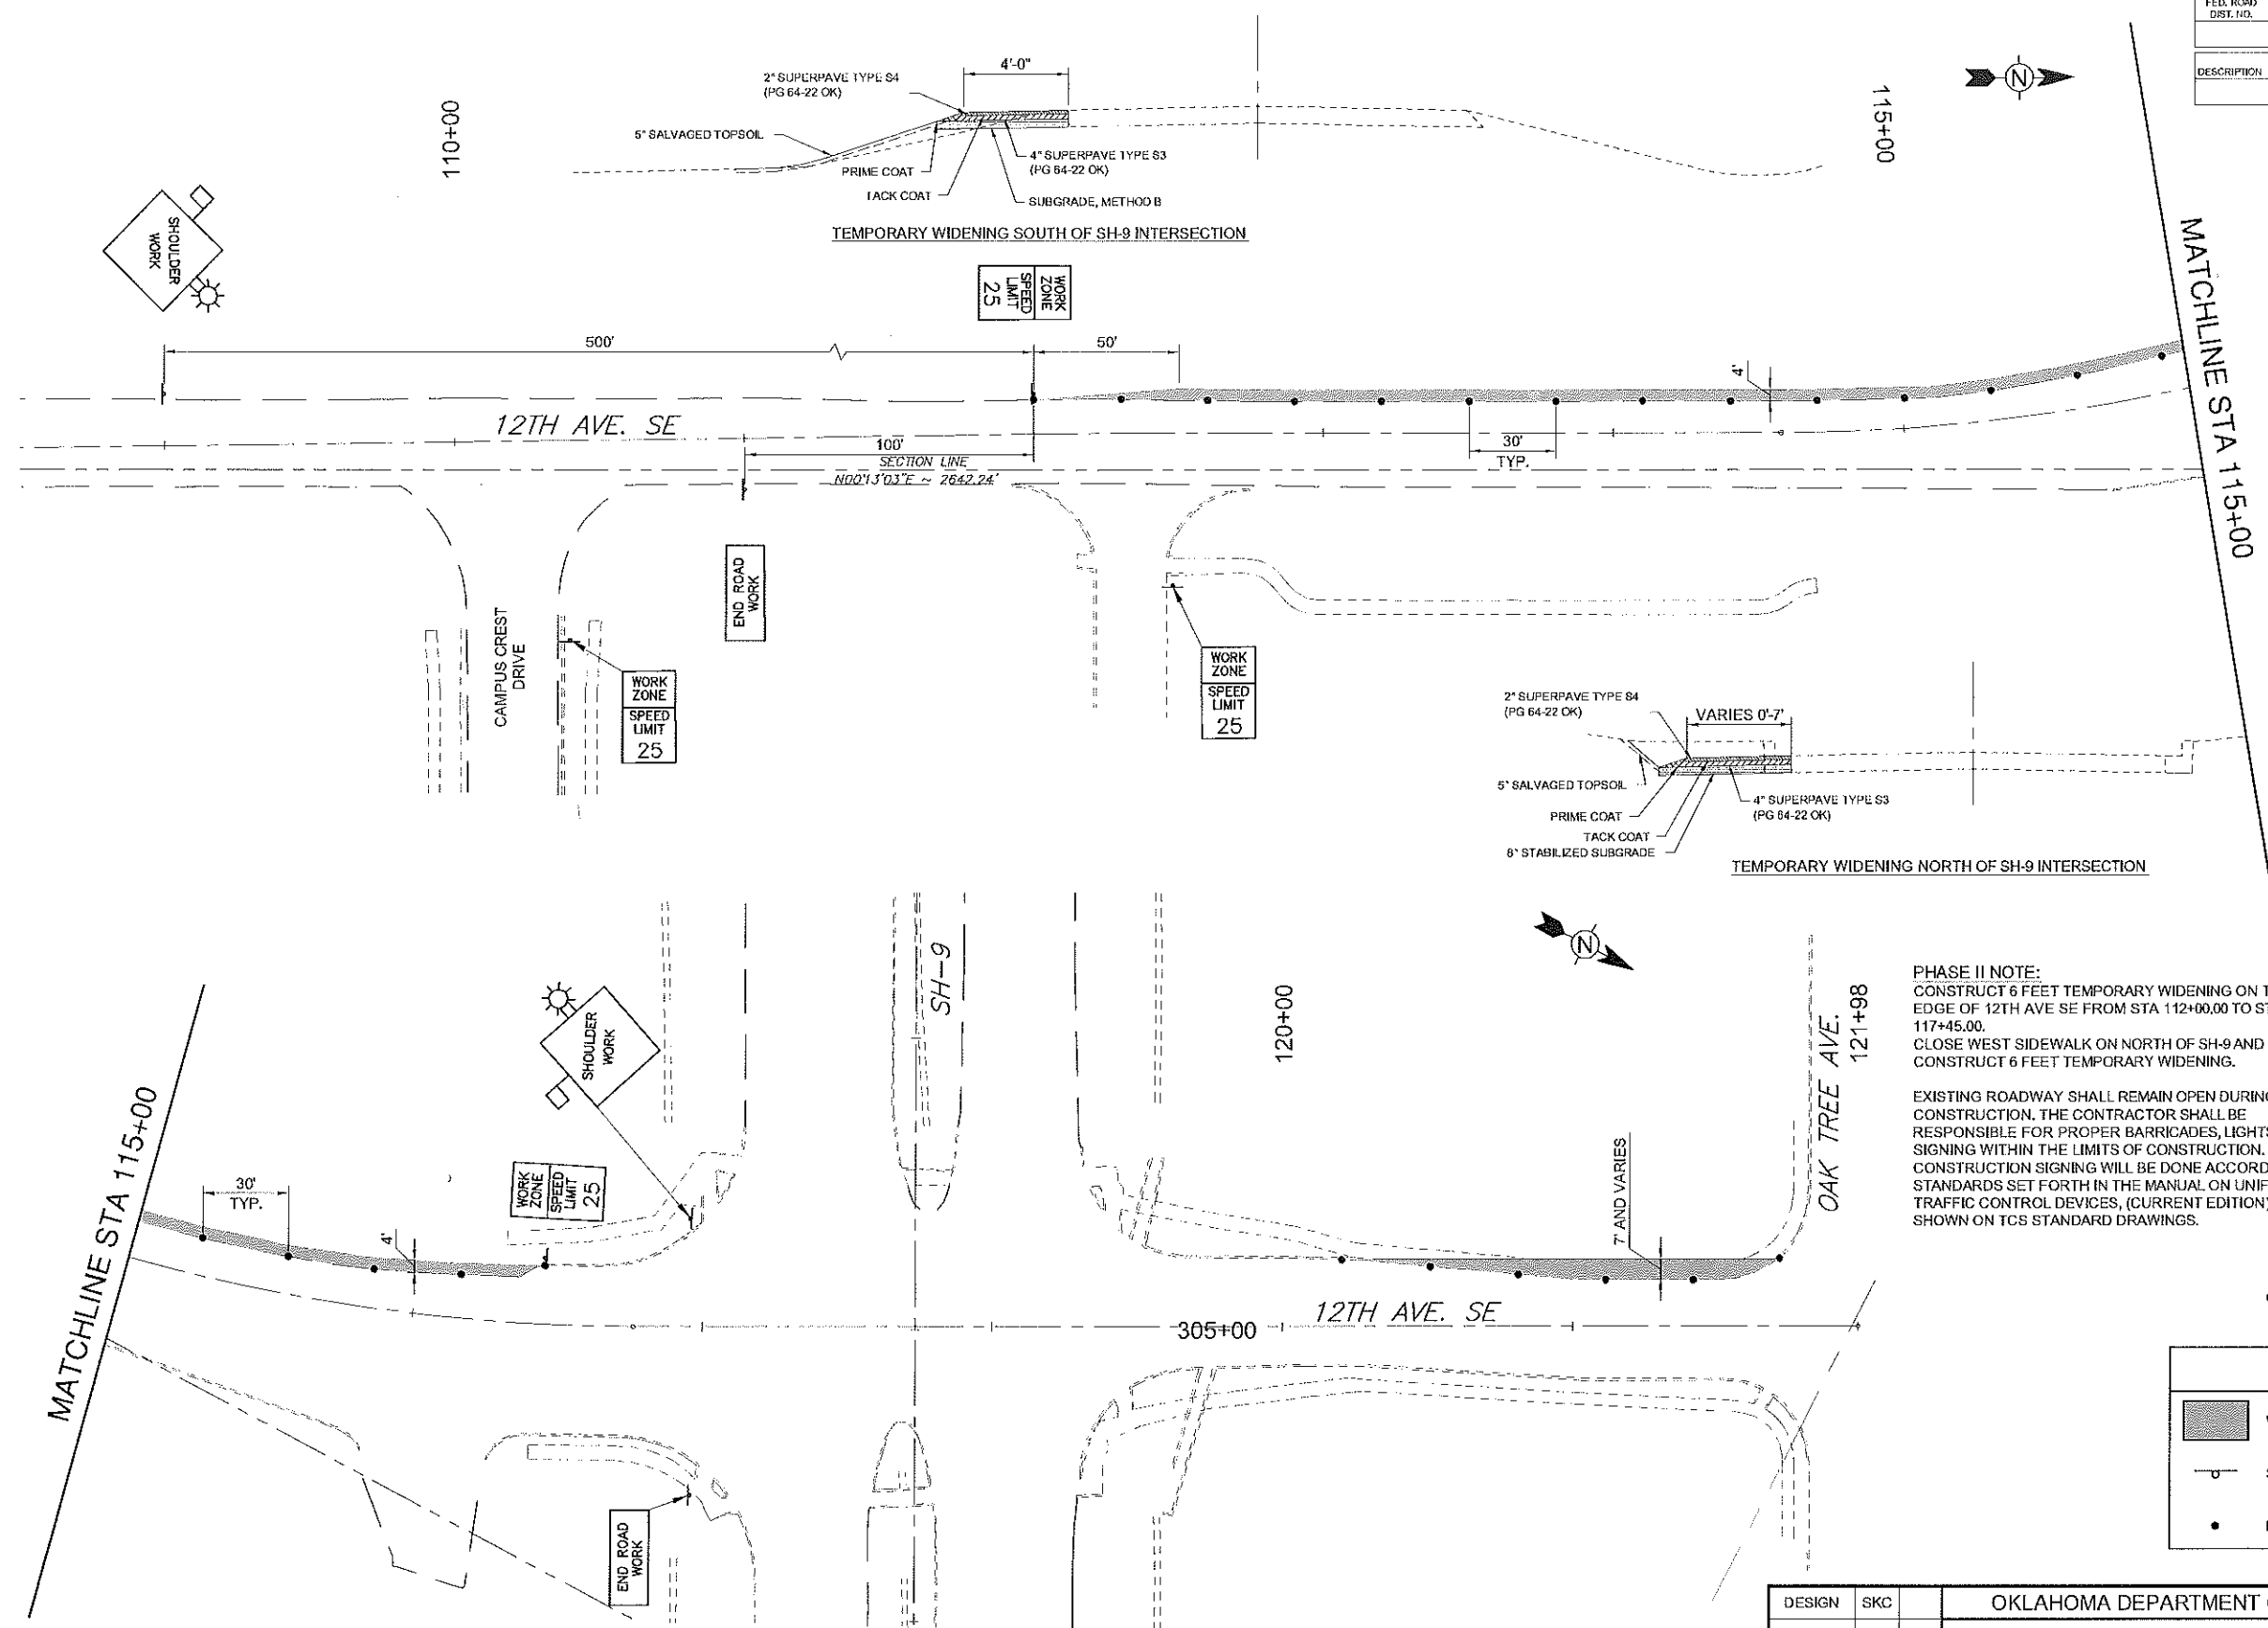 FED. ROAD
DIST. NO.
DESCRIPTION
N
110+00
115+00
2" SUPERPAVE TYPE S4
(PG 64-22 OK)
4'-0"
5" SALVAGED TOPSOIL
PRIME COAT
TACK COAT
4" SUPERPAVE TYPE S3
(PG 64-22 OK)
SUBGRADE, METHOD B
TEMPORARY WIDENING SOUTH OF SH-9 INTERSECTION
SHOULDER
WORK
WORK
ZONE
SPEED
LIMIT
25
500'
50'
4'
MATCHLINE STA 115+00
12TH AVE. SE
100'
SECTION LINE
N00°13'03"E ~ 2642.24'
30'
TYP.
END ROAD
WORK
CAMPUS CREST
DRIVE
WORK
ZONE
SPEED
LIMIT
25
WORK
ZONE
SPEED
LIMIT
25
2" SUPERPAVE TYPE S4
(PG 64-22 OK)
VARIES 0'-7'
5" SALVAGED TOPSOIL
PRIME COAT
TACK COAT
8" STABILIZED SUBGRADE
4" SUPERPAVE TYPE S3
(PG 64-22 OK)
TEMPORARY WIDENING NORTH OF SH-9 INTERSECTION
N
SH-9
120+00
121+98
OAK TREE AVE.
SHOULDER
WORK
WORK
ZONE
SPEED
LIMIT
25
MATCHLINE STA 115+00
30'
TYP.
4'
7' AND VARIES
12TH AVE. SE
305+00
END ROAD
WORK
PHASE II NOTE:
CONSTRUCT 6 FEET TEMPORARY WIDENING ON
EDGE OF 12TH AVE SE FROM STA 112+00.00 TO
117+45.00.
CLOSE WEST SIDEWALK ON NORTH OF SH-9 AND
CONSTRUCT 6 FEET TEMPORARY WIDENING.
EXISTING ROADWAY SHALL REMAIN OPEN DURING
CONSTRUCTION. THE CONTRACTOR SHALL BE
RESPONSIBLE FOR PROPER BARRICADES, LIGHTS
SIGNING WITHIN THE LIMITS OF CONSTRUCTION.
CONSTRUCTION SIGNING WILL BE DONE ACCORD
STANDARDS SET FORTH IN THE MANUAL ON UNIF
TRAFFIC CONTROL DEVICES, (CURRENT EDITION)
SHOWN ON TCS STANDARD DRAWINGS.
DESIGN SKC
OKLAHOMA DEPARTMENT